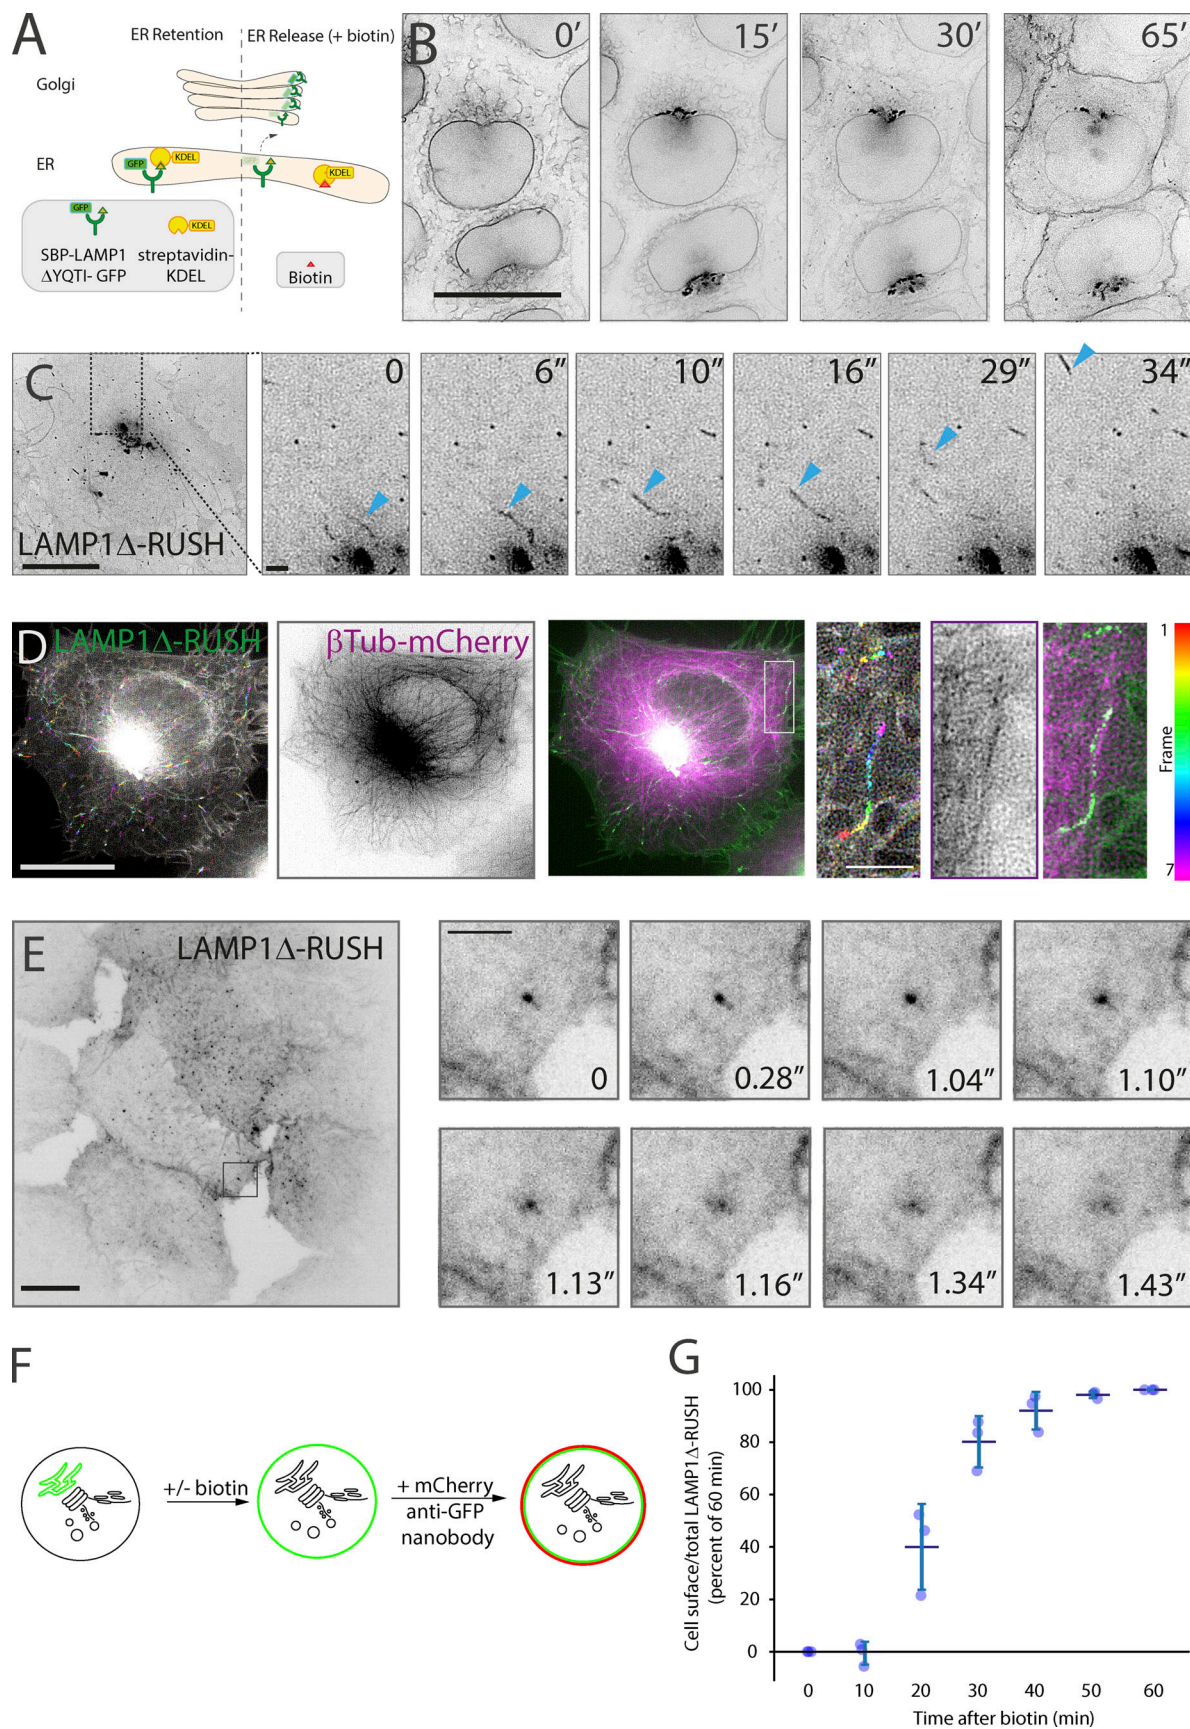 A
ER Retention
ER Release (+ biotin)
Golgi
ER
GFP
KDEL
GFP
KDEL
GFP
KDEL
SBP-LAMP1
ΔYQTI- GFP
streptavidin-
KDEL
Biotin
B
0′
15′
30′
65′
C
LAMP1Δ-RUSH
0
6″
10″
16″
29″
34″
D
LAMP1Δ-RUSH
βTub-mCherry
1
Frame
7
E
LAMP1Δ-RUSH
0
0.28″
1.04″
1.10″
1.13″
1.16″
1.34″
1.43″
F
+/- biotin
+ mCherry
anti-GFP
nanobody
G
Cell suface/total LAMP1Δ-RUSH
(percent of 60 min)
100
80
60
40
20
0
0 10 20 30 40 50 60
Time after biotin (min)